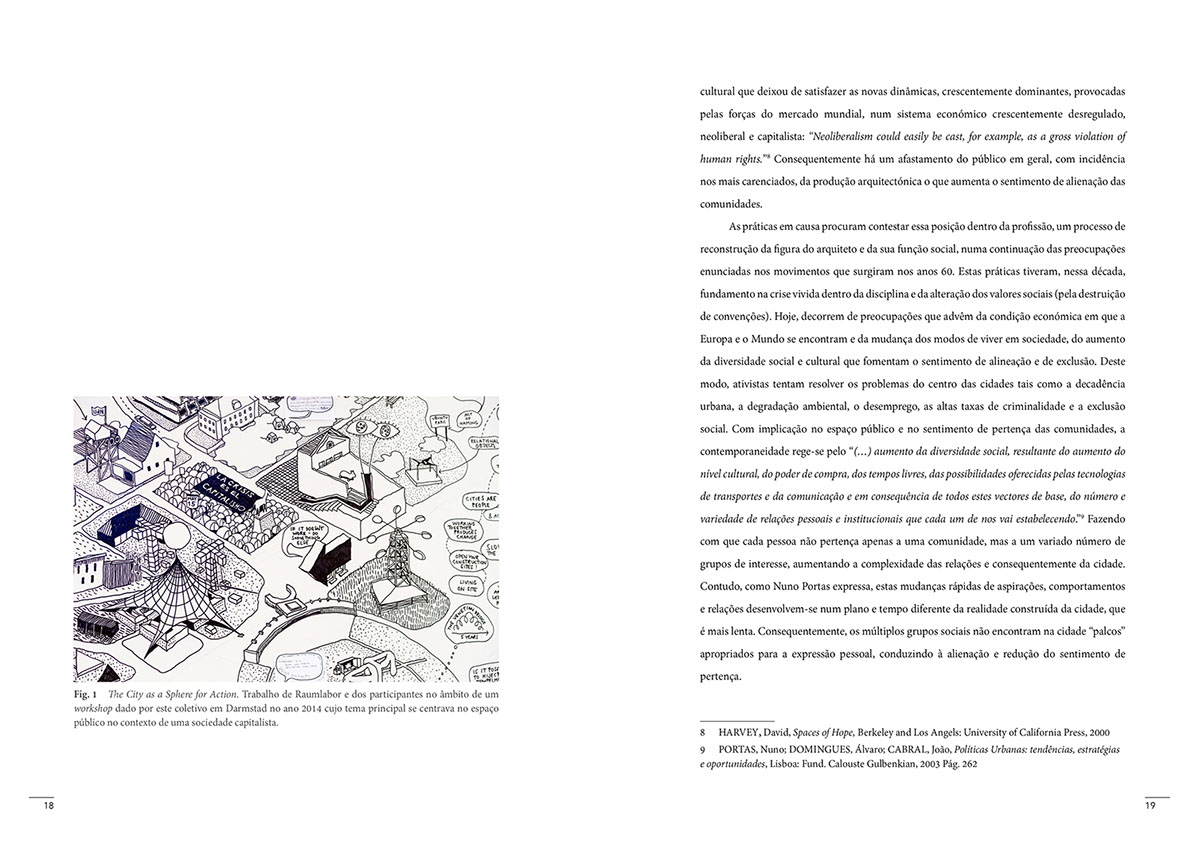 LA CRISIS
ES EL
CAPITALISMO
IF IT DOESN'T
WORK - DO
SOMETHING
ELSE
ACT OF
NAMING
RELATIONAL
CITIES ARE
PEOPLE
WORKING
TOGETHER
PRODUCES
CHANGE
OPEN YOUR
CONSTRUCTION
SITES!
LIVING
ON SITE
5 YEARS
Fig. 1 The City as a Sphere for Action. Trabalho de Raumlabor e dos participantes no âmbito de um
workshop dado por este coletivo em Darmstad no ano 2014 cujo tema principal se centrava no espaço
público no contexto de uma sociedade capitalista.
18
cultural que deixou de satisfazer as novas dinâmicas, crescentemente dominantes, provocadas
pelas forças do mercado mundial, num sistema económico crescentemente desregulado,
neoliberal e capitalista: “Neoliberalism could easily be cast, for example, as a gross violation of
human rights.”8 Consequentemente há um afastamento do público em geral, com incidência
nos mais carenciados, da produção arquitectónica o que aumenta o sentimento de alienação das
comunidades.
As práticas em causa procuram contestar essa posição dentro da profissão, um processo de
reconstrução da figura do arquiteto e da sua função social, numa continuação das preocupações
enunciadas nos movimentos que surgiram nos anos 60. Estas práticas tiveram, nessa década,
fundamento na crise vivida dentro da disciplina e da alteração dos valores sociais (pela destruição
de convenções). Hoje, decorrem de preocupações que advêm da condição económica em que a
Europa e o Mundo se encontram e da mudança dos modos de viver em sociedade, do aumento
da diversidade social e cultural que fomentam o sentimento de alineação e de exclusão. Deste
modo, ativistas tentam resolver os problemas do centro das cidades tais como a decadência
urbana, a degradação ambiental, o desemprego, as altas taxas de criminalidade e a exclusão
social. Com implicação no espaço público e no sentimento de pertença das comunidades, a
contemporaneidade rege-se pelo “(…) aumento da diversidade social, resultante do aumento do
nível cultural, do poder de compra, dos tempos livres, das possibilidades oferecidas pelas tecnologias
de transportes e da comunicação e em consequência de todos estes vectores de base, do número e
variedade de relações pessoais e institucionais que cada um de nos vai estabelecendo.”9 Fazendo
com que cada pessoa não pertença apenas a uma comunidade, mas a um variado número de
grupos de interesse, aumentando a complexidade das relações e consequentemente da cidade.
Contudo, como Nuno Portas expressa, estas mudanças rápidas de aspirações, comportamentos
e relações desenvolvem-se num plano e tempo diferente da realidade construída da cidade, que
é mais lenta. Consequentemente, os múltiplos grupos sociais não encontram na cidade “palcos”
apropriados para a expressão pessoal, conduzindo à alienação e redução do sentimento de
pertença.
8 HARVEY, David, Spaces of Hope, Berkeley and Los Angels: University of California Press, 2000
9 PORTAS, Nuno; DOMINGUES, Álvaro; CABRAL, João, Políticas Urbanas: tendências, estratégias
e oportunidades, Lisboa: Fund. Calouste Gulbenkian, 2003 Pág. 262
19